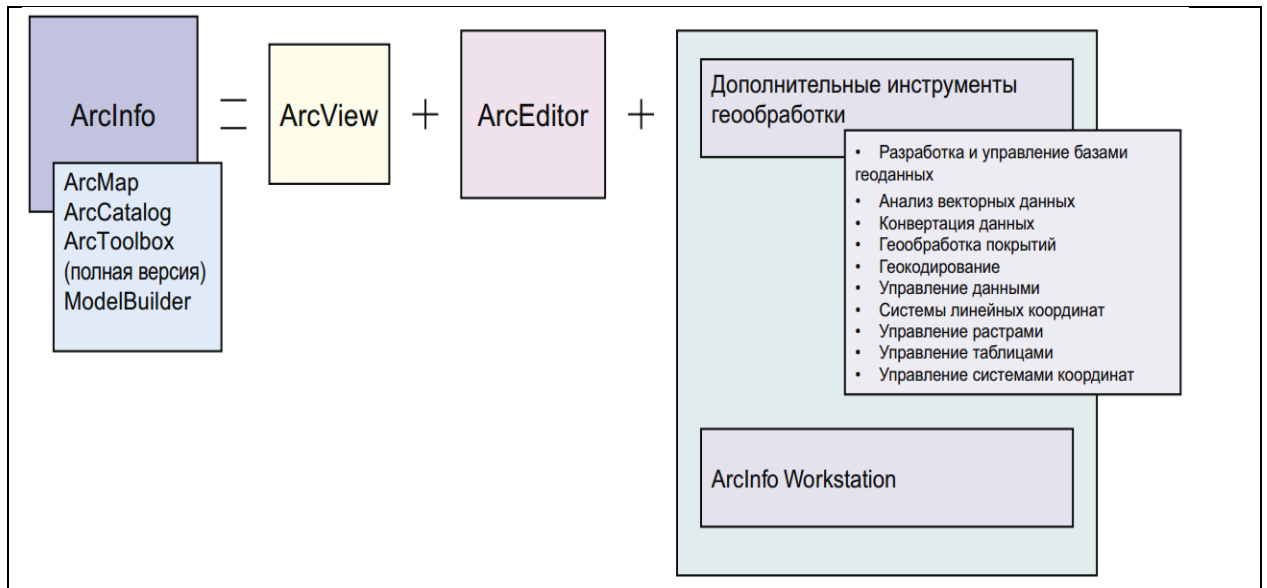 ArcInfo
=
ArcView
+
ArcEditor
+
ArcMap
ArcCatalog
ArcToolbox
(полная версия)
ModelBuilder
Дополнительные инструменты
геообработки
• Разработка и управление базами
геоданных
• Анализ векторных данных
• Конвертация данных
• Геообработка покрытий
• Геокодирование
• Управление данными
• Системы линейных координат
• Управление растрами
• Управление таблицами
• Управление системами координат
ArcInfo Workstation